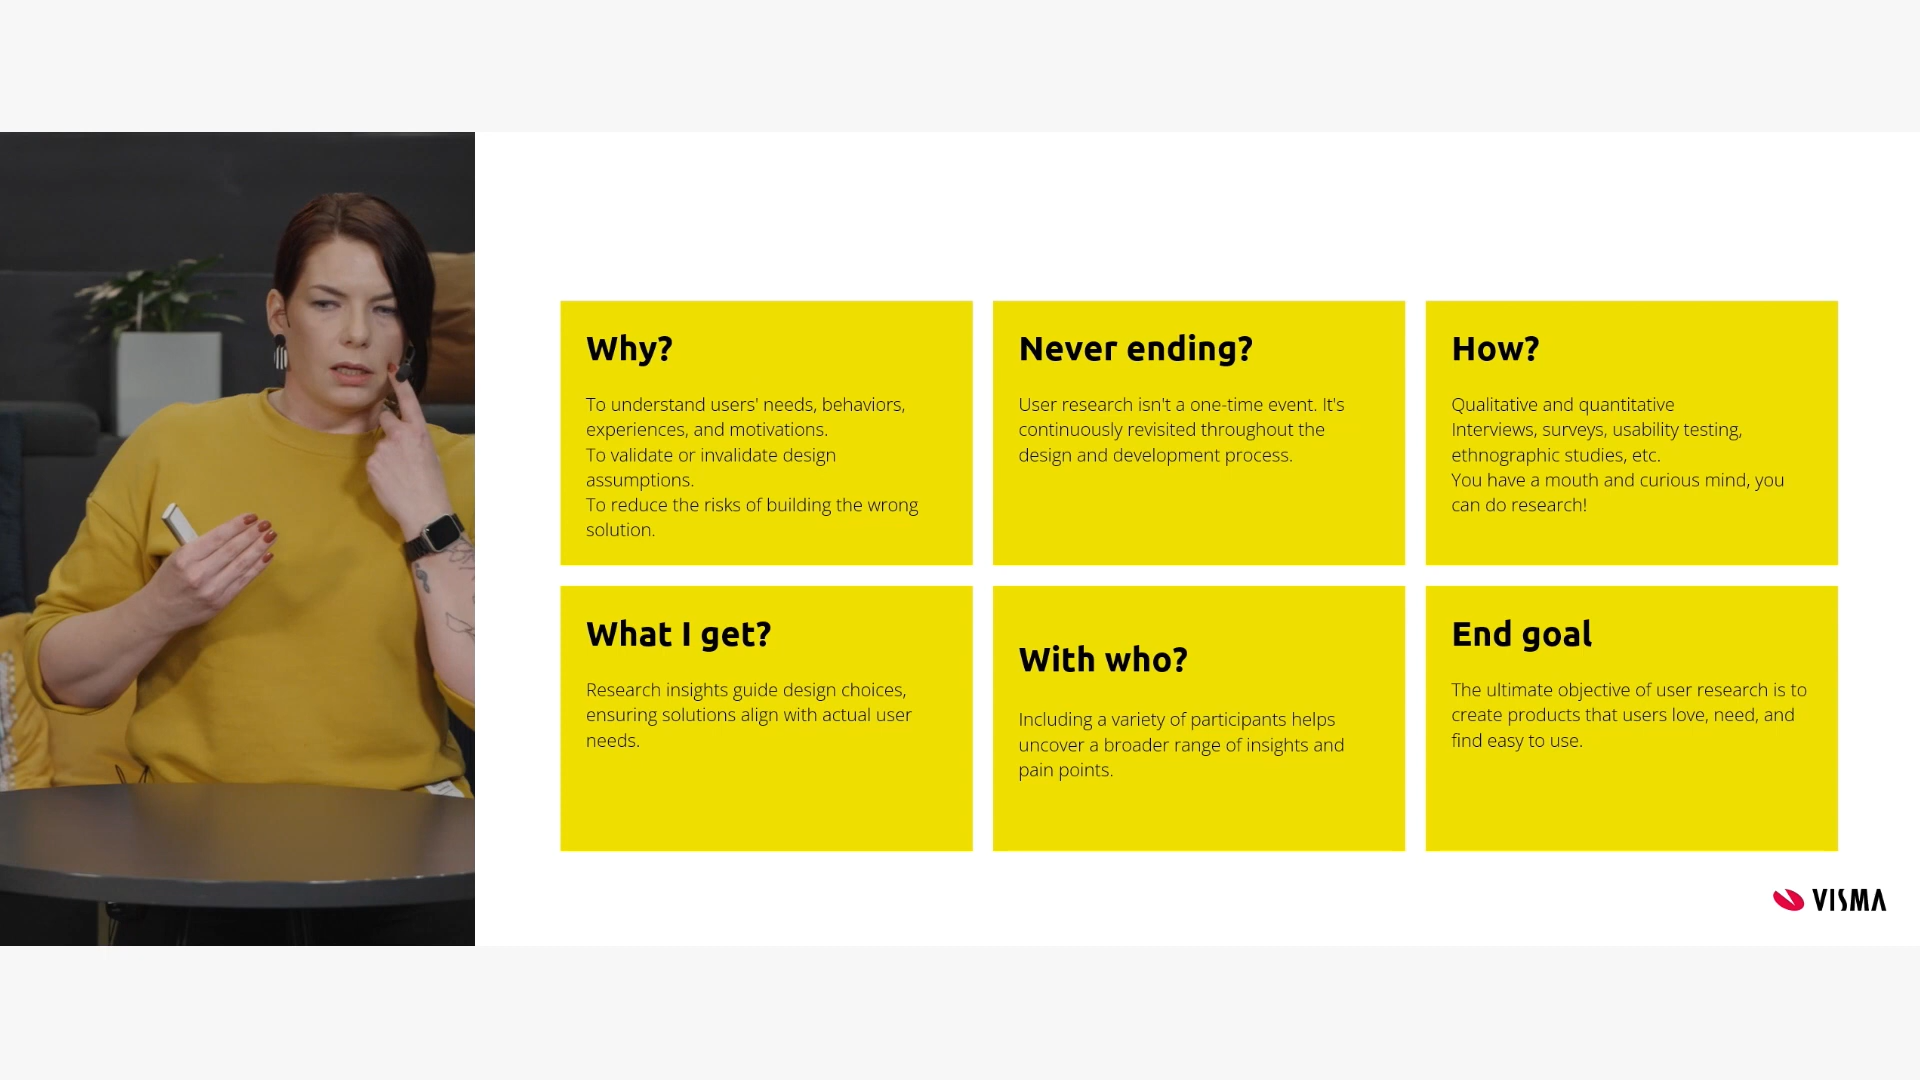 Why?
To understand users' needs, behaviors,
experiences, and motivations.
To validate or invalidate design
assumptions.
To reduce the risks of building the wrong
solution.
Never ending?
User research isn't a one-time event. It's
continuously revisited throughout the
design and development process.
How?
Qualitative and quantitative
Interviews, surveys, usability testing,
ethnographic studies, etc.
You have a mouth and curious mind, you
can do research!
What I get?
Research insights guide design choices,
ensuring solutions align with actual user
needs.
With who?
Including a variety of participants helps
uncover a broader range of insights and
pain points.
End goal
The ultimate objective of user research is to
create products that users love, need, and
find easy to use.
VISMA